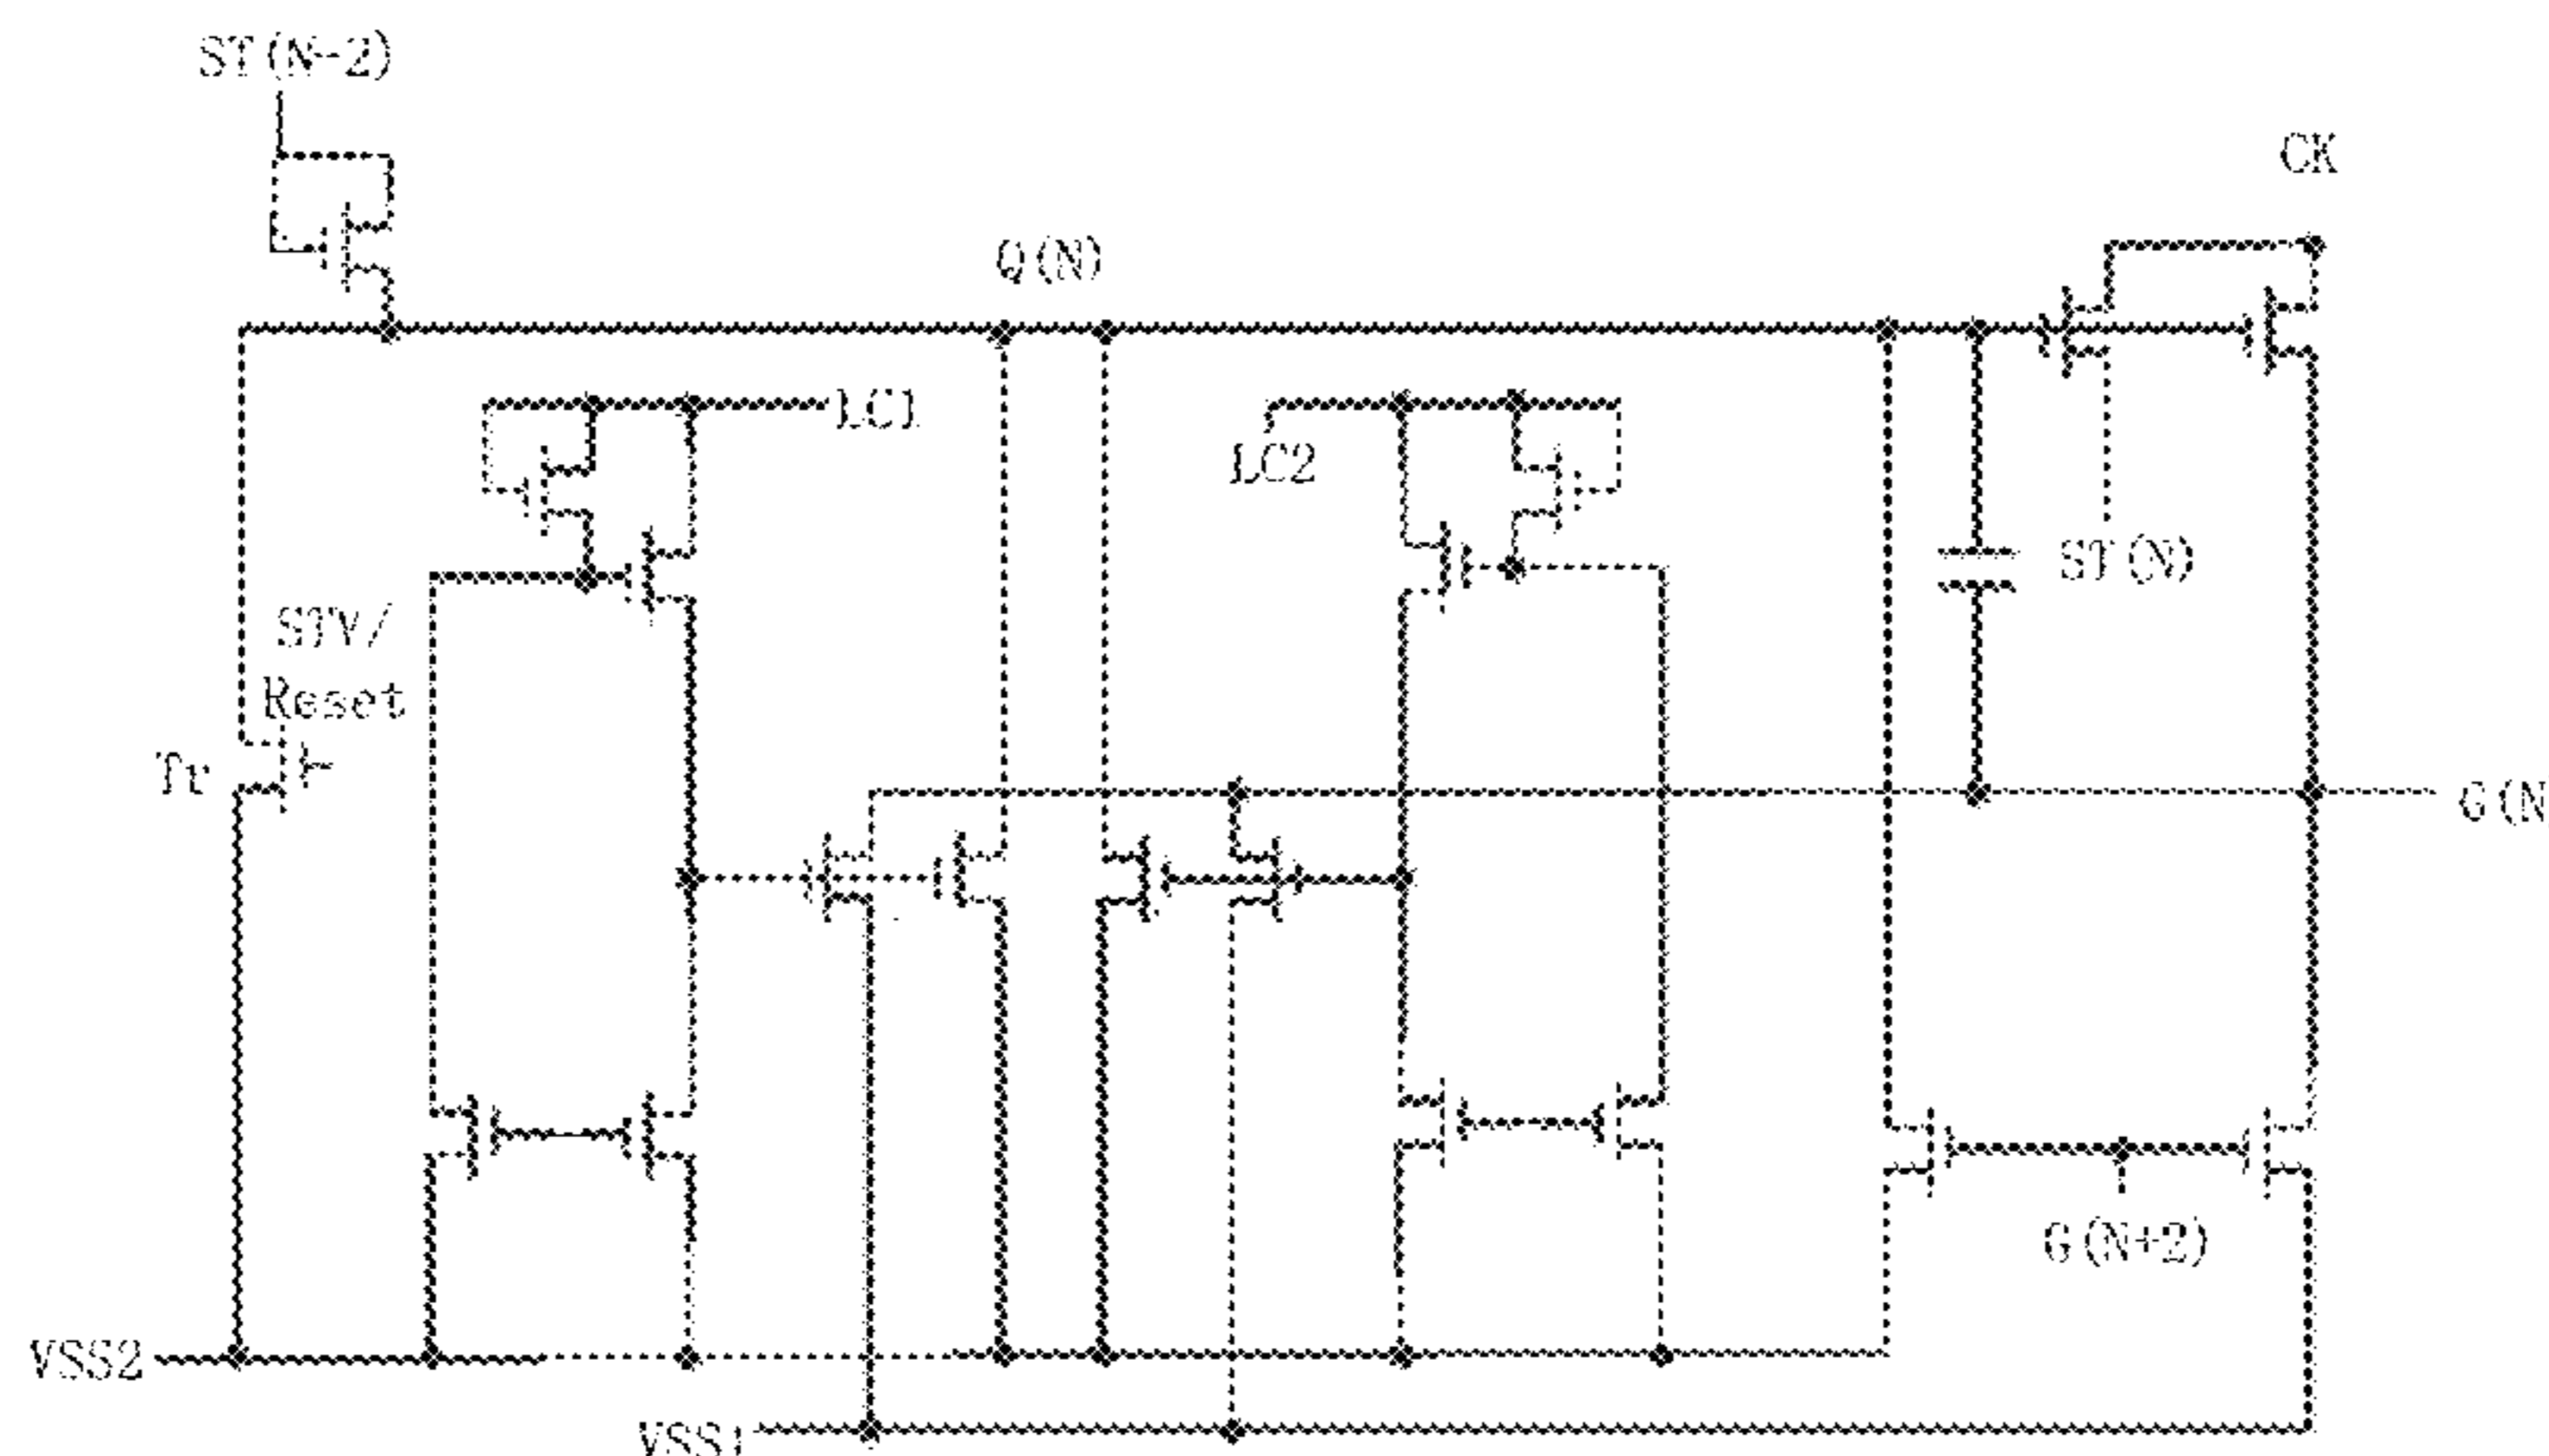 ST(N-2)
CK
Q(N)
LC1
LC2
ST(N)
STV/
Reset
Tr
G(N
G(N+2)
VSS2
VSS1